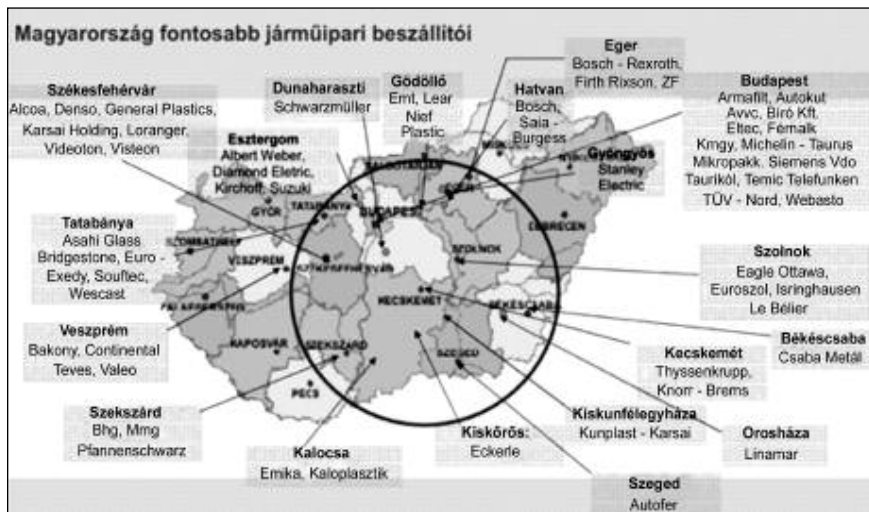 Magyarország fontosabb járműipari beszállítói
Székesfehérvár
Alcoa, Denso, General Plastics,
Karsai Holding, Loranger,
Videoton, Visteon
Dunaharaszti
Schwarzmüller
Gödöllő
Emt, Lear
Nief
Plastic
Hatvan
Bosch,
Saia -
Burgess
Eger
Bosch - Rexroth,
Firth Rixson, ZF
Budapest
Armafilt, Autokut
Avvc, Biró Kft.
Eltec, Fémalk
Kmgy, Michelin - Taurus
Mikropakk, Siemens Vdo
Taurikól, Temic Telefunken
TÜV - Nord, Webasto
Esztergom
Albert Weber,
Diamond Eletric,
Kirchoff, Suzuki
Gyöngyös
Stanley
Electric
Tatabánya
Asahi Glass
Bridgestone, Euro -
Exedy, Souftec,
Wescast
Veszprém
Bakony, Continental
Teves, Valeo
Szekszárd
Bhg, Mmg
Pfannenschwarz
Kalocsa
Emika, Kaloplasztik
Kiskőrös:
Eckerle
Szeged
Autofer
Kiskunfélegyháza
Kunplast - Karsai
Orosháza
Linamar
Kecskemét
Thyssenkrupp,
Knorr - Brems
Békéscsaba
Csaba Metál
Szolnok
Eagle Ottawa,
Euroszol, Isringhausen
Le Bélier
GYŐR
TATABÁNYA
BUDAPEST
EGER
DEBRECEN
SZOMBATHELY
VESZPRÉM
SZOLNOK
KECSKEMÉT
BÉKÉSCSABA
KAPOSVÁR
SZEKSZÁRD
SZEGED
PÉCS